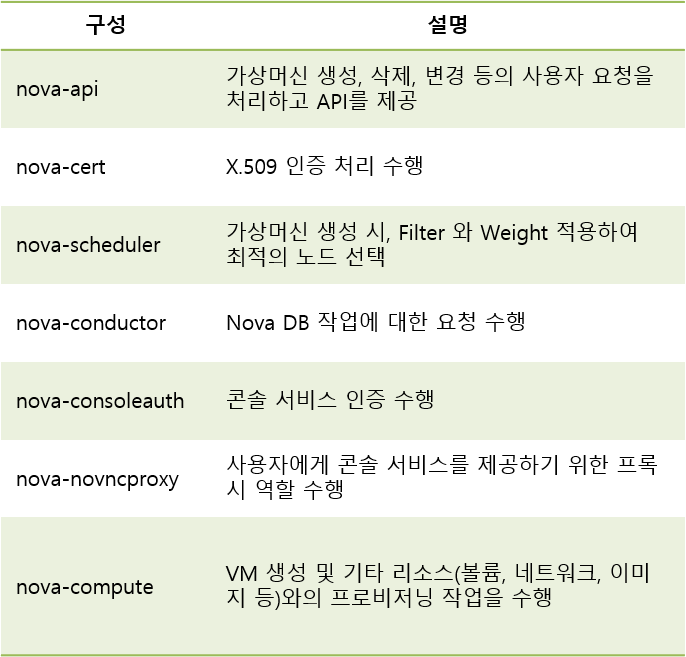 구성 설명
nova-api 가상머신 생성, 삭제, 변경 등의 사용자 요청을
처리하고 API를 제공
nova-cert X.509 인증 처리 수행
nova-scheduler 가상머신 생성 시, Filter 와 Weight 적용하여
최적의 노드 선택
nova-conductor Nova DB 작업에 대한 요청 수행
nova-consoleauth 콘솔 서비스 인증 수행
nova-novncproxy 사용자에게 콘솔 서비스를 제공하기 위한 프록
시 역할 수행
nova-compute VM 생성 및 기타 리소스(볼륨, 네트워크, 이미
지 등)와의 프로비저닝 작업을 수행